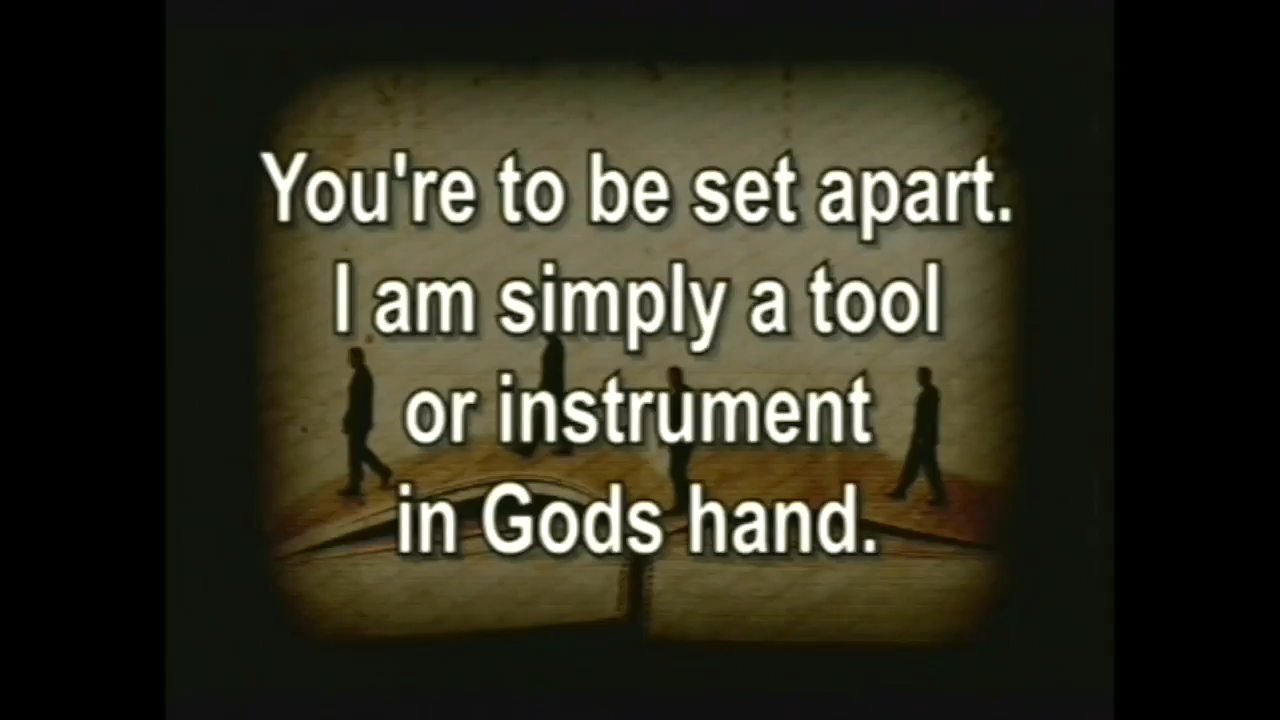 You're to be set apart.
I am simply a tool
or instrument
in Gods hand.